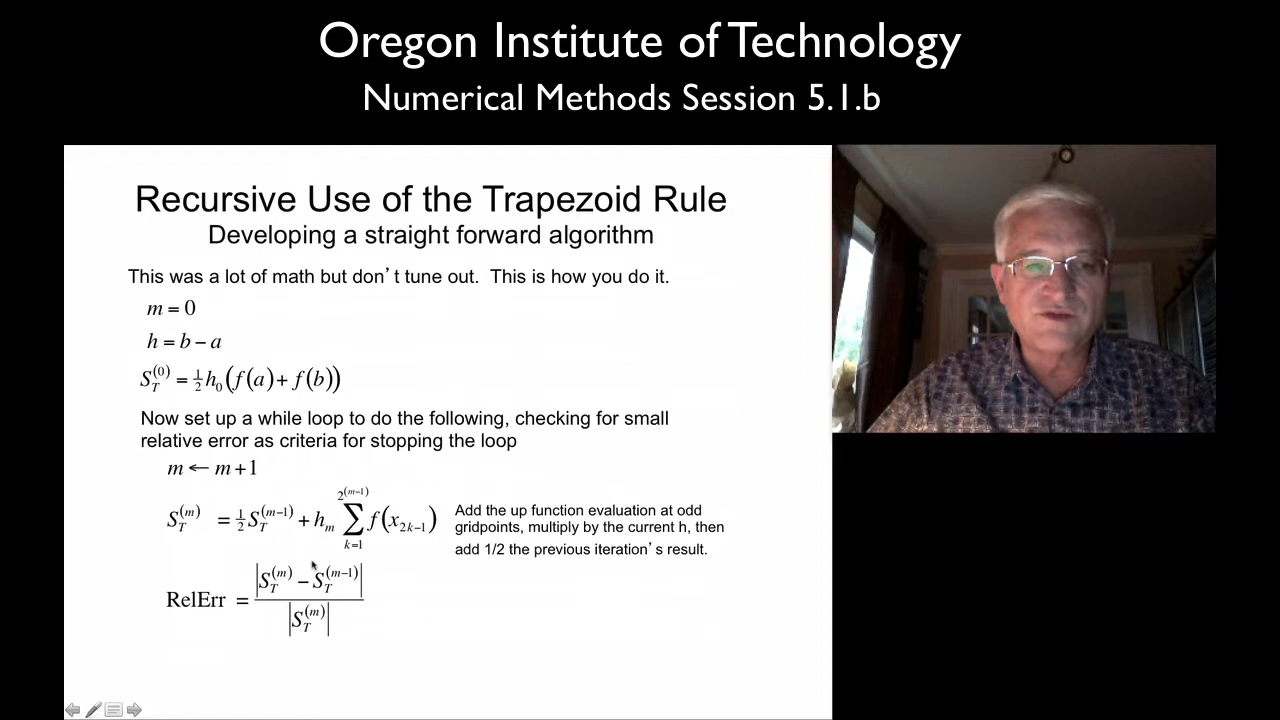 Oregon Institute of Technology
Numerical Methods Session 5.1.b
Recursive Use of the Trapezoid Rule
Developing a straight forward algorithm
This was a lot of math but don’t tune out. This is how you do it.
m = 0
h = b − a
S_T^(0) = ½ h_0 (f(a) + f(b))
Now set up a while loop to do the following, checking for small
relative error as criteria for stopping the loop
m ← m + 1
S_T^(m) = ½ S_T^(m−1) + h_m ∑_{k=1}^{2^(m−1)} f(x_{2k−1})
Add the up function evaluation at odd
gridpoints, multiply by the current h, then
add 1/2 the previous iteration’s result.
RelErr = |S_T^(m) − S_T^(m−1)| / |S_T^(m)|